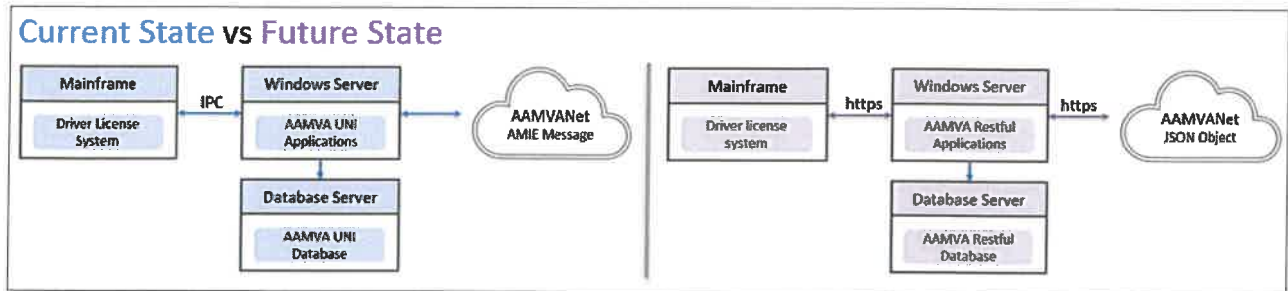 Current State vs Future State
Mainframe
Driver License
System
IPC
Windows Server
AAMVA UNI
Applications
AAMVANet
AMIE Message
Database Server
AAMVA UNI
Database
Mainframe
Driver license
system
https
Windows Server
AAMVA Restful
Applications
https
AAMVANet
JSON Object
Database Server
AAMVA Restful
Database